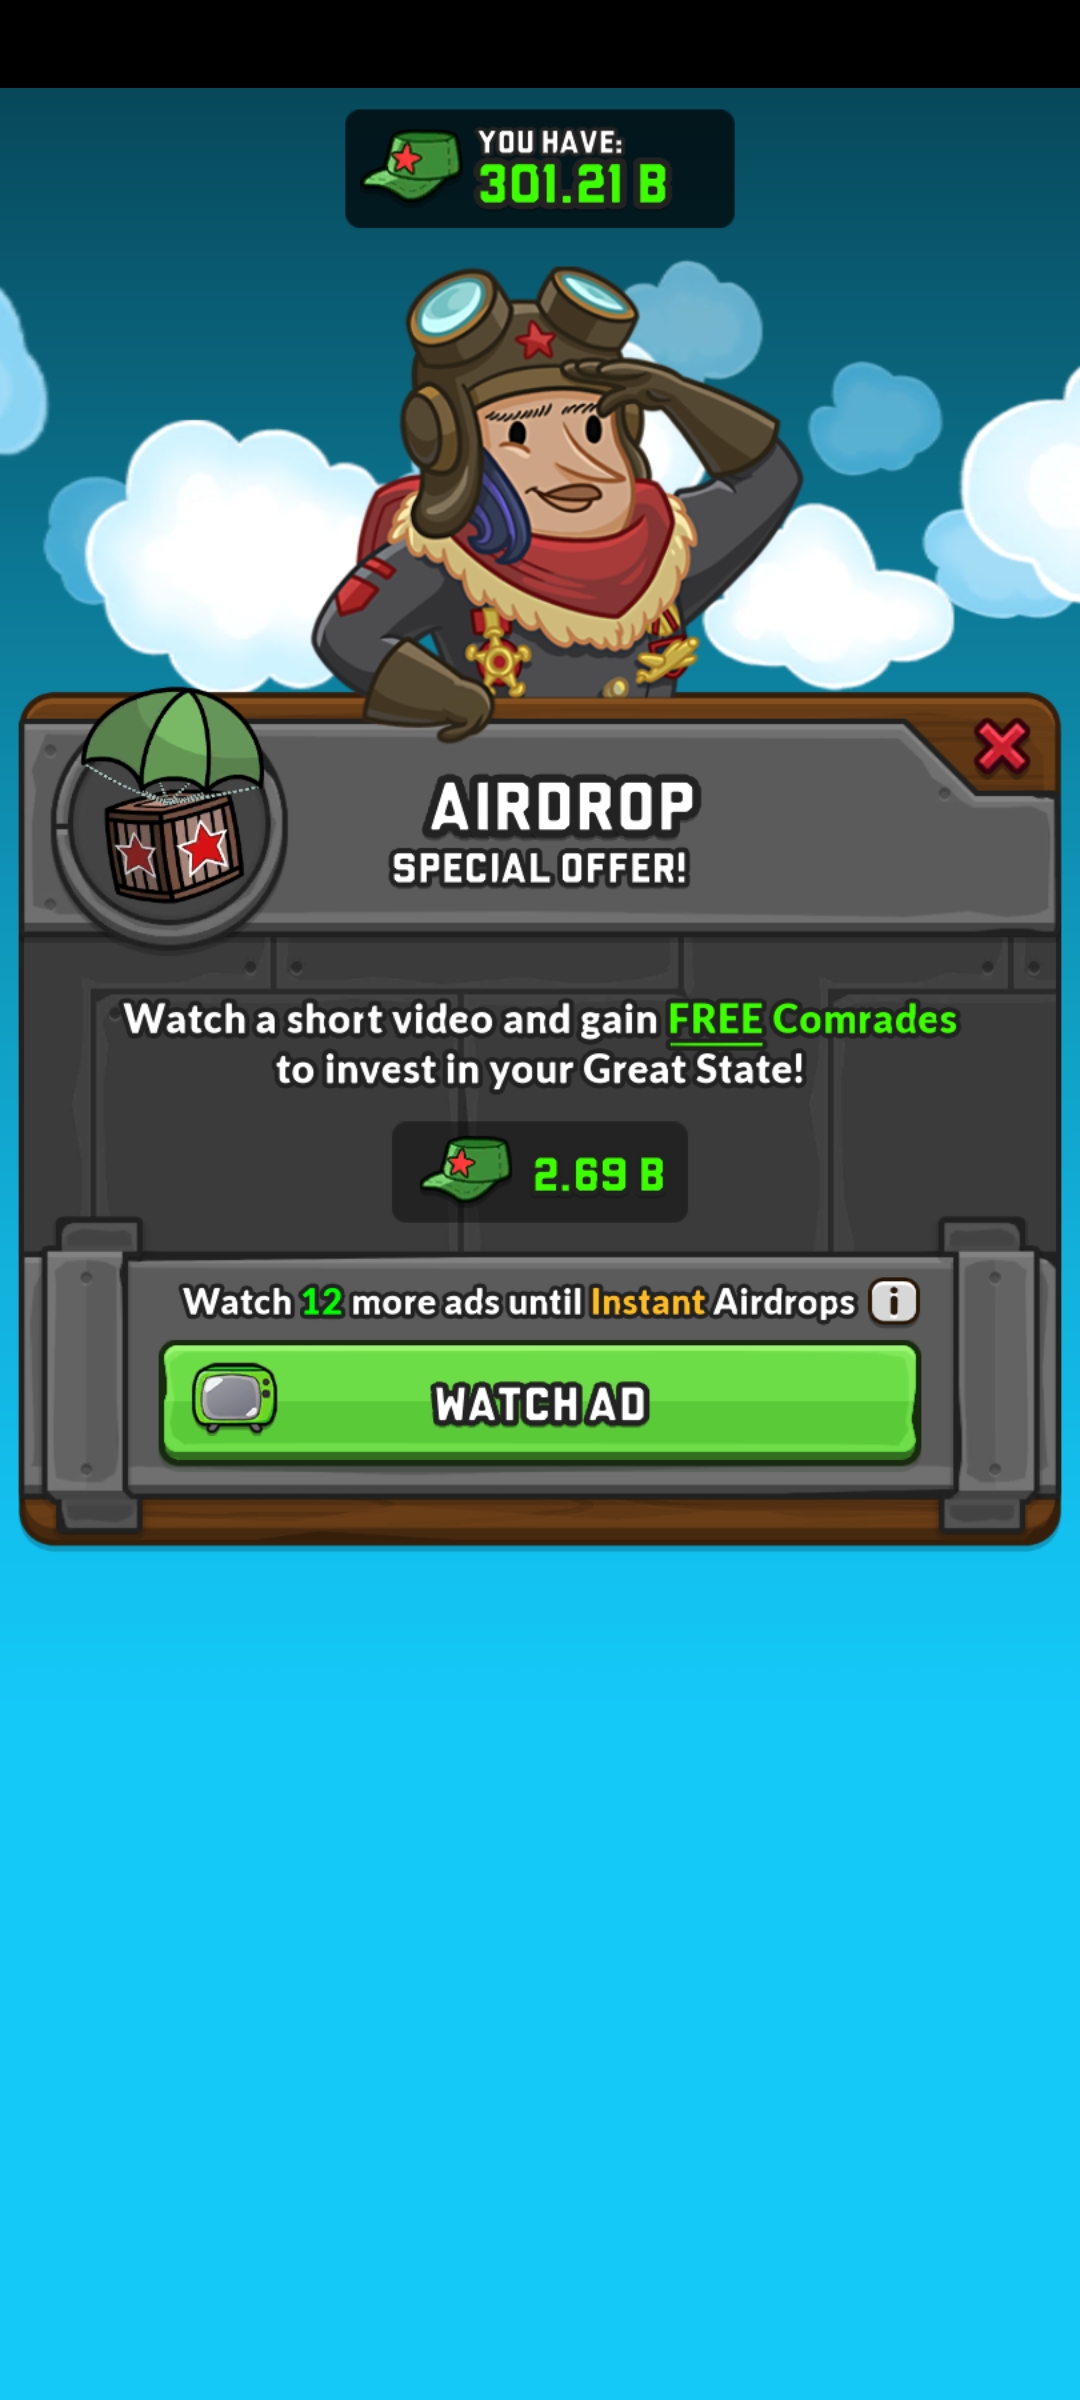 YOU HAVE:
301.21 B
AIRDROP
SPECIAL OFFER!
Watch a short video and gain FREE Comrades
to invest in your Great State!
2.69 B
Watch 12 more ads until Instant Airdrops i
WATCH AD